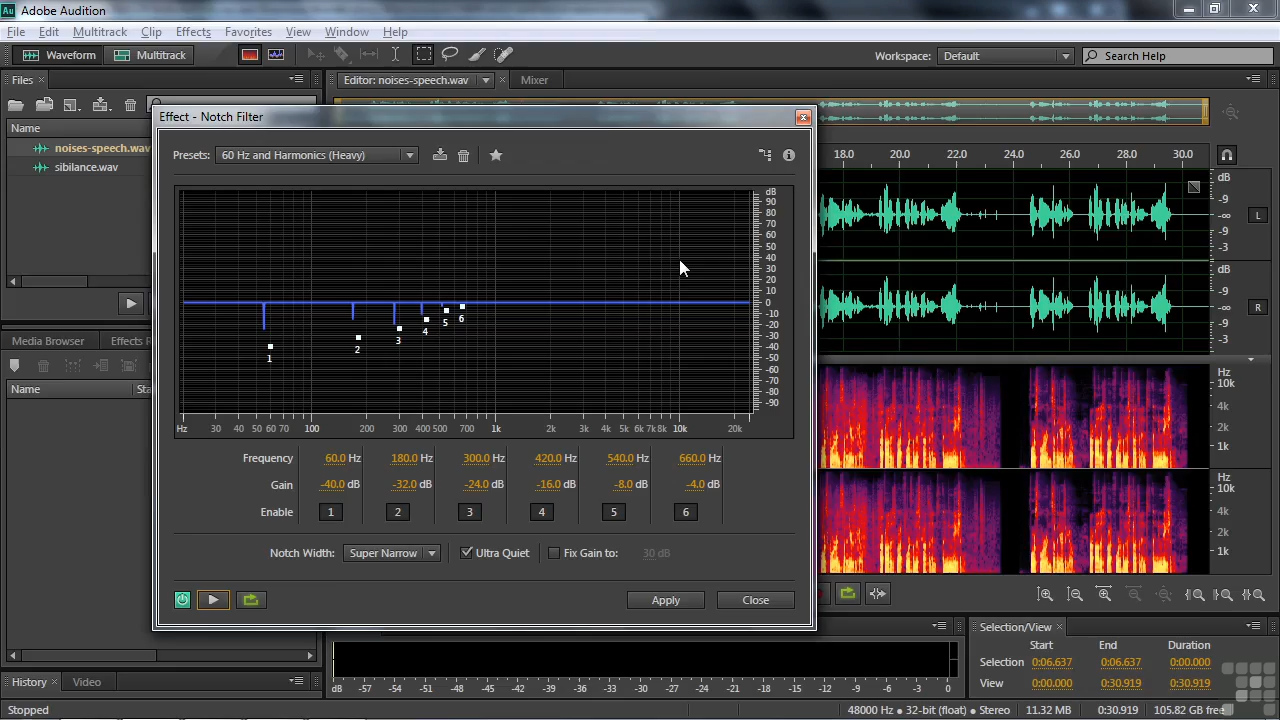 Au Adobe Audition
File Edit Multitrack Clip Effects Favorites View Window Help
Waveform Multitrack Workspace: Default Search Help
Files Editor: noises-speech.wav Mixer
Name
noises-speech.wav
sibilance.wav
Effect - Notch Filter
Presets: 60 Hz and Harmonics (Heavy)
18.0 20.0 22.0 24.0 26.0 28.0 30.0
dB
90
80
70
60
50
40
30
20
10
0
-10
-20
-30
-40
-50
-60
-70
-80
-90
1 2 3 4 5 6
Hz 30 40 50 60 70 100 200 300 400 500 700 1k 2k 3k 4k 5k 6k 7k 8k 10k 20k
Frequency 60.0 Hz 180.0 Hz 300.0 Hz 420.0 Hz 540.0 Hz 660.0 Hz
Gain -40.0 dB -32.0 dB -24.0 dB -16.0 dB -8.0 dB -4.0 dB
Enable 1 2 3 4 5 6
Notch Width: Super Narrow Ultra Quiet Fix Gain to: 30 dB
Apply Close
dB
-9
-∞
-9
-3
L
dB
-9
-∞
-9
-3
R
Hz
10k
4k
2k
1k
Hz
10k
4k
2k
1k
Media Browser Effects R
Name Sta
History Video
dB -57 -54 -51 -48 -45 -42 -39 -36 -33 -30 -27 -24 -21 -18 -15 -12 -9 -6 -3 0
Selection/View
Start End Duration
Selection 0:06.637 0:06.637 0:00.000
View 0:00.000 0:30.919 0:30.919
Stopped 48000 Hz ● 32-bit (float) ● Stereo 11.32 MB 0:30.919 105.82 GB free